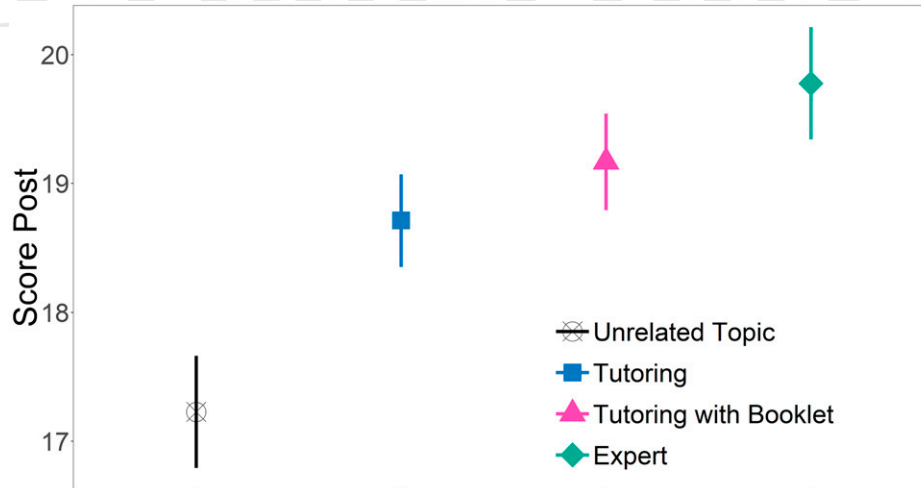 20
19
18
17
Score Post
Unrelated Topic
Tutoring
Tutoring with Booklet
Expert